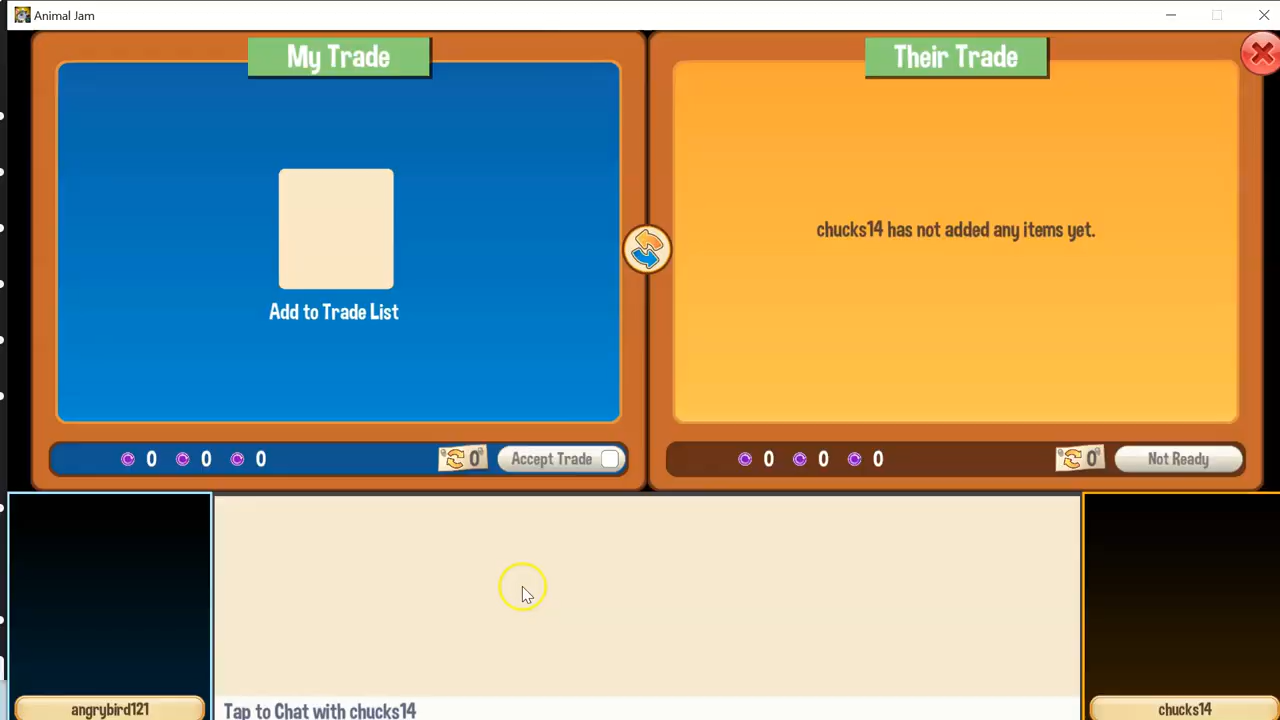 Animal Jam
My Trade
Their Trade
chucks14 has not added any items yet.
Add to Trade List
0 0 0 0 Accept Trade
0 0 0 0 Not Ready
Tap to Chat with chucks14
angrybird121
chucks14